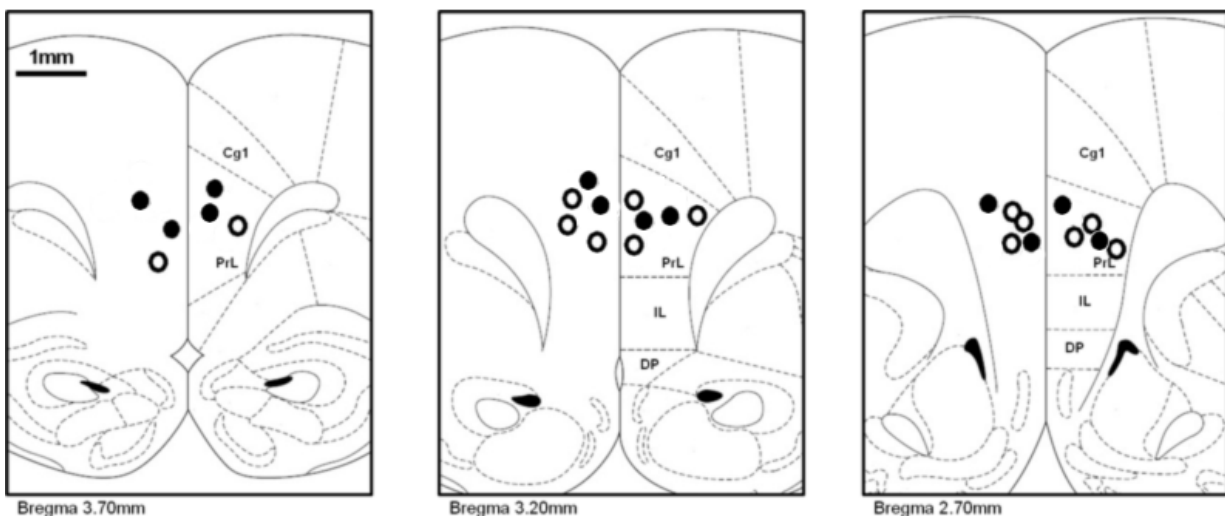 1mm
Cg1
PrL
Bregma 3.70mm
Cg1
PrL
IL
DP
Bregma 3.20mm
Cg1
PrL
IL
DP
Bregma 2.70mm